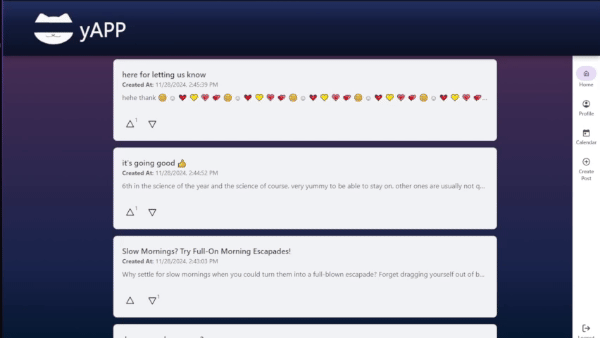 yAPP
here for letting us know
Created At: 11/20/2024, 2:45:39 PM
hehe thank 😊☺️❤️💛💖💋😊☺️❤️💛💖💋😊☺️❤️💛💖💋😊☺️❤️💛💖💋😊☺️❤️💛💖💋...
1
it's going good 👍
Created At: 11/20/2024, 2:44:52 PM
6th in the science of the year and the science of course. very yummy to be able to stay on. other ones are usually not q...
1
Slow Mornings? Try Full-On Morning Escapades!
Created At: 11/20/2024, 2:43:03 PM
Why settle for slow mornings when you could turn them into a full-blown escapade? Forget dragging yourself out of b...
1
Home
Profile
Calendar
Create
Post